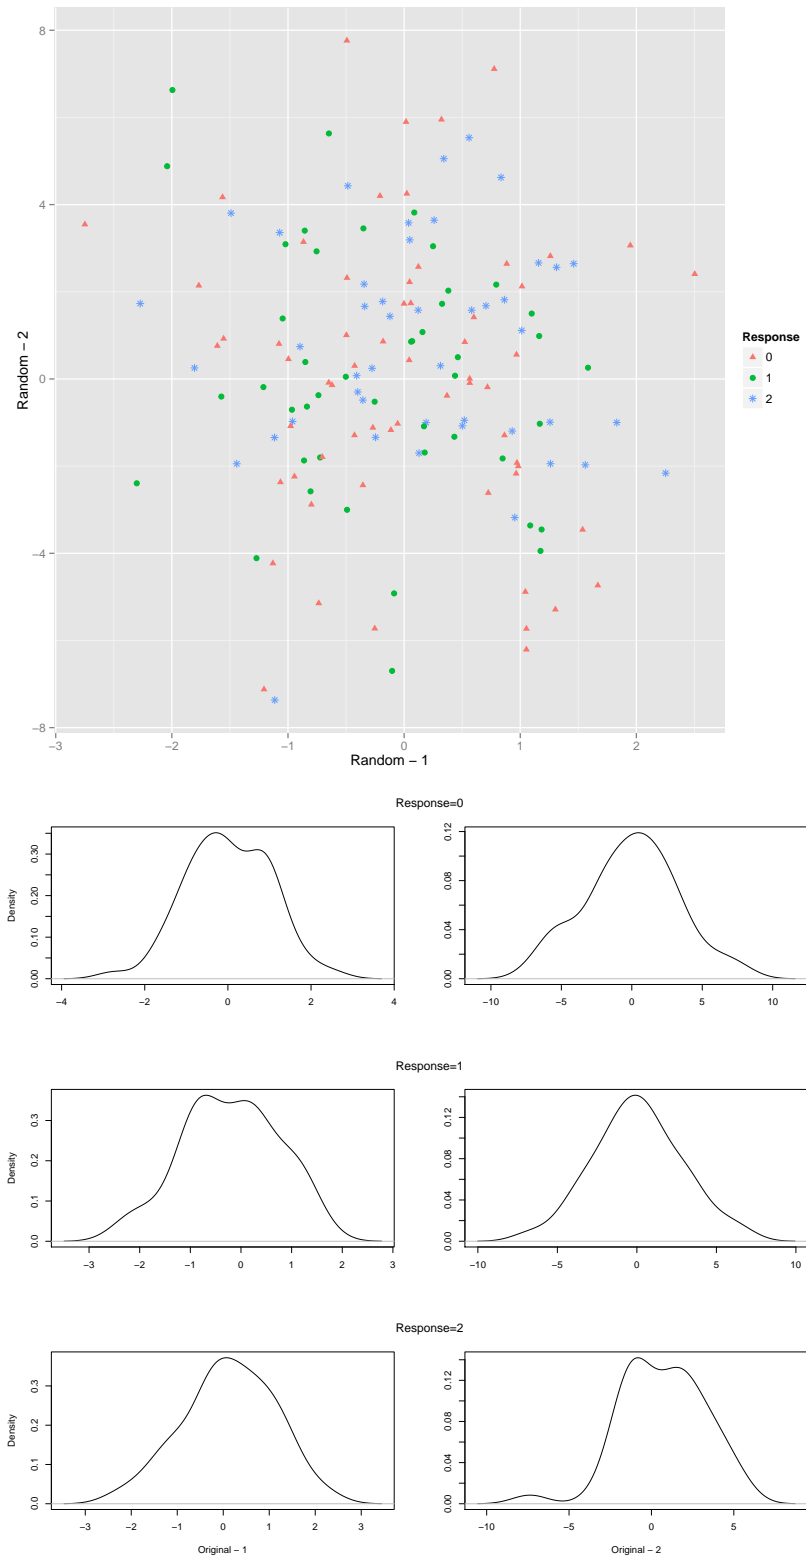 8
4
0
−4
−8
Random − 2
−3 −2 −1 0 1 2
Random − 1
Response
0
1
2
Response=0
Density
0.00 0.10 0.20 0.30
−4 −2 0 2 4
0.00 0.04 0.08 0.12
−10 −5 0 5 10
Response=1
Density
0.0 0.1 0.2 0.3
−3 −2 −1 0 1 2 3
0.00 0.04 0.08 0.12
−10 −5 0 5 10
Response=2
Density
0.0 0.1 0.2 0.3
−3 −2 −1 0 1 2 3
Original − 1
0.00 0.04 0.08 0.12
−10 −5 0 5
Original − 2